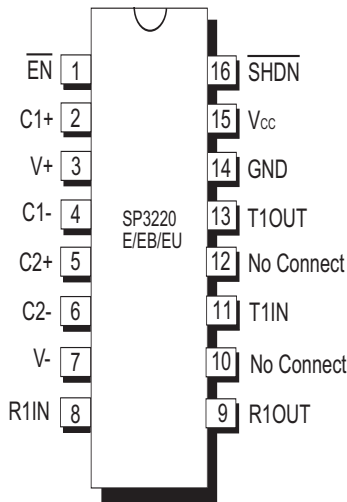 EN 1 16 SHDN
C1+ 2 15 Vcc
V+ 3 14 GND
C1- 4 13 T1OUT
SP3220
E/EB/EU
C2+ 5 12 No Connect
C2- 6 11 T1IN
V- 7 10 No Connect
R1IN 8 9 R1OUT